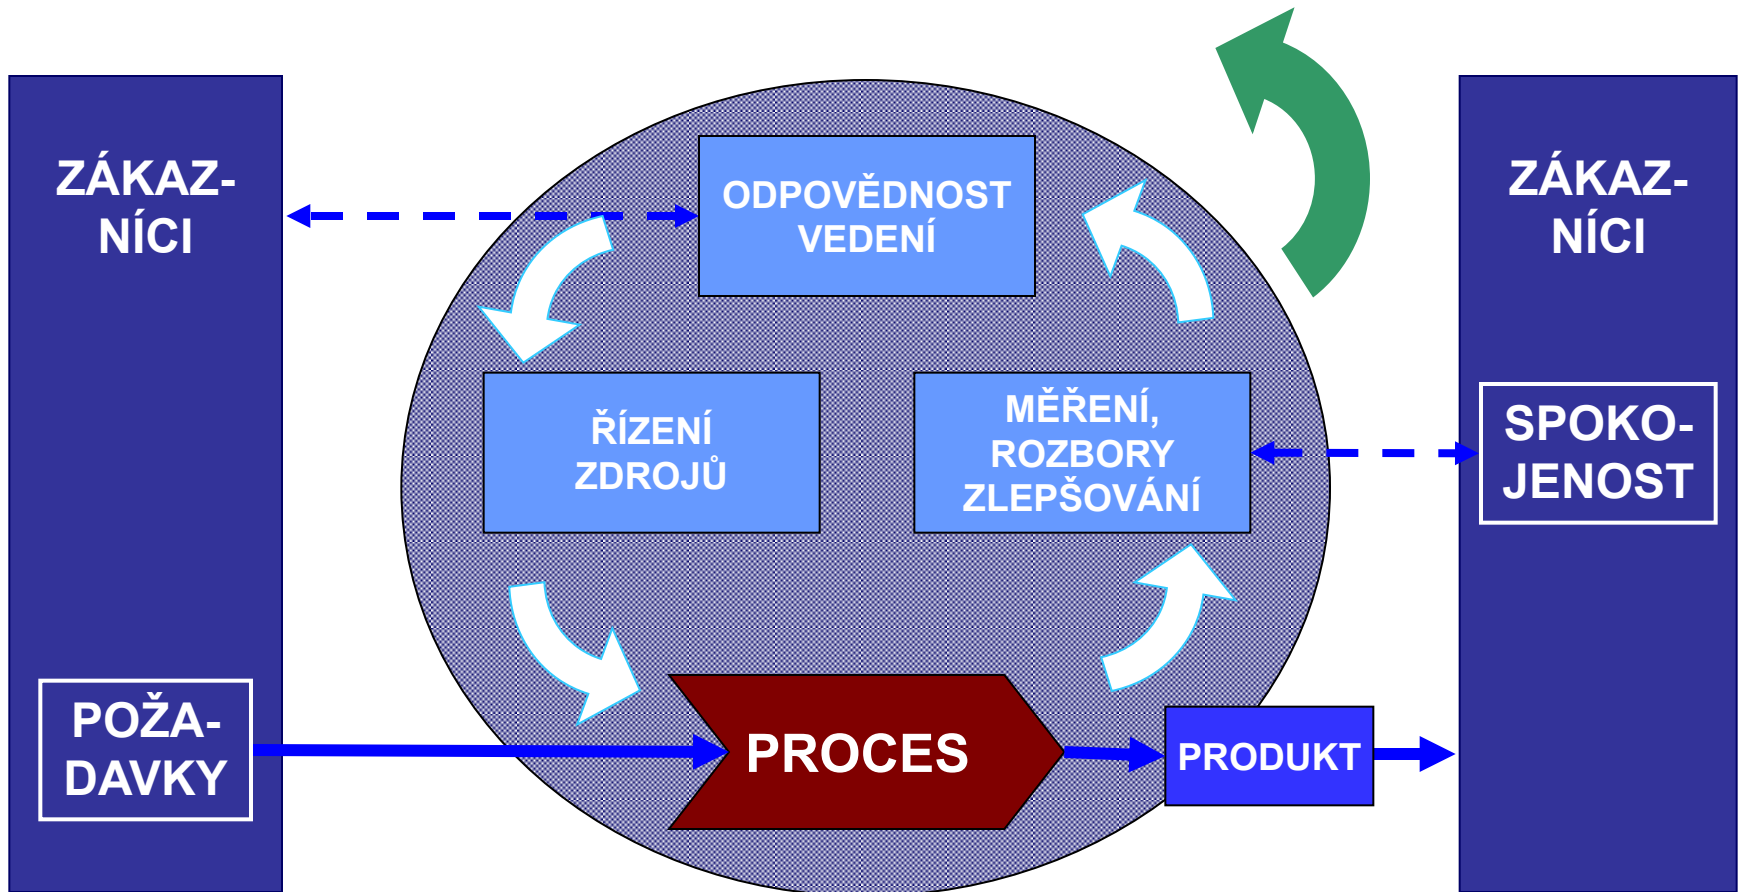 ZÁKAZ-
NÍCI
POŽA-
DAVKY
ODPOVĚDNOST
VEDENÍ
ŘÍZENÍ
ZDROJŮ
MĚŘENÍ,
ROZBORY
ZLEPŠOVÁNÍ
PROCES
PRODUKT
ZÁKAZ-
NÍCI
SPOKO-
JENOST